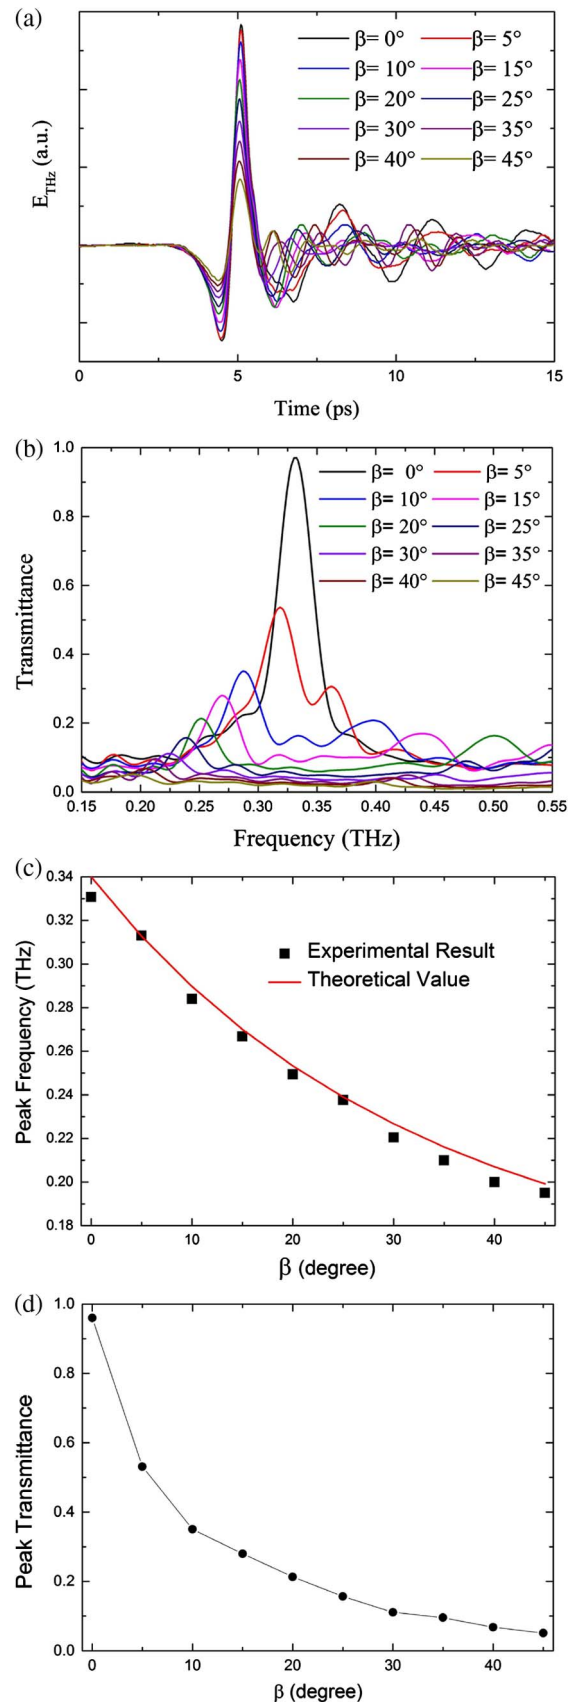 (a)
E_THz (a.u.)
β= 0° β= 5°
β= 10° β= 15°
β= 20° β= 25°
β= 30° β= 35°
β= 40° β= 45°
0 5 10 15
Time (ps)
(b)
Transmittance
1.0
0.8
0.6
0.4
0.2
0.0
β= 0° β= 5°
β= 10° β= 15°
β= 20° β= 25°
β= 30° β= 35°
β= 40° β= 45°
0.15 0.20 0.25 0.30 0.35 0.40 0.45 0.50 0.55
Frequency (THz)
(c)
Peak Frequency (THz)
0.34
0.32
0.30
0.28
0.26
0.24
0.22
0.20
0.18
Experimental Result
Theoretical Value
0 10 20 30 40
β (degree)
(d)
Peak Transmittance
1.0
0.8
0.6
0.4
0.2
0.0
0 10 20 30 40
β (degree)